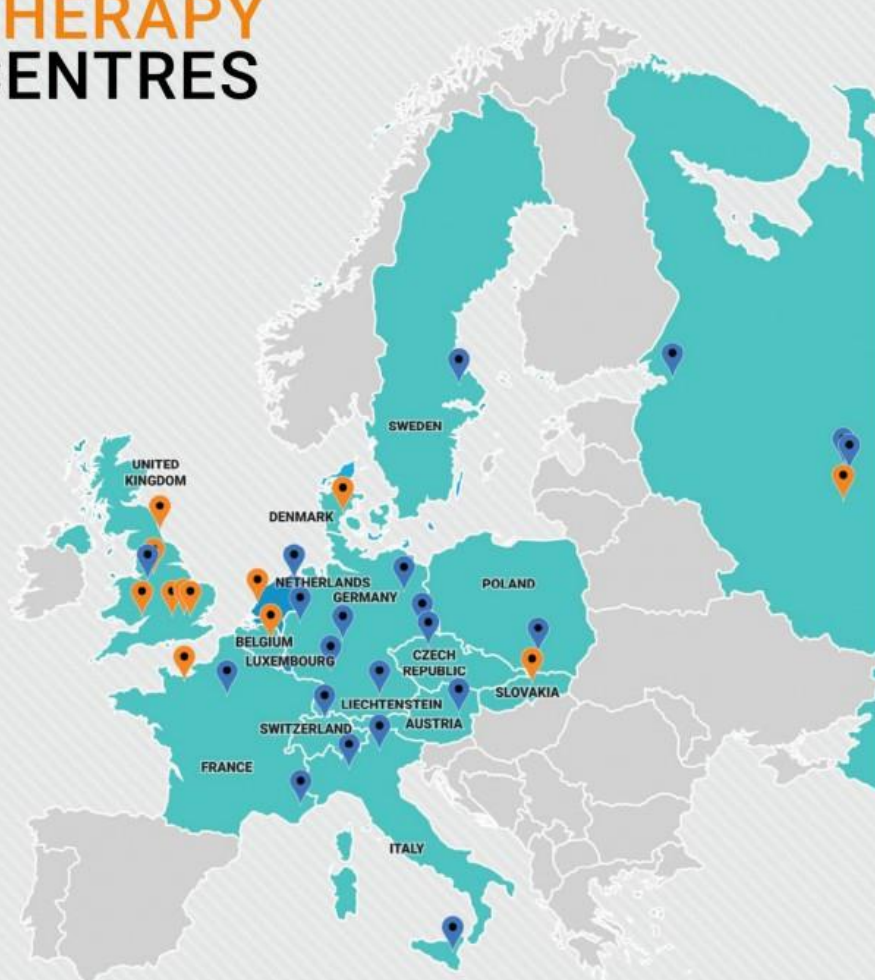 HERAPY
ENTRES
SWEDEN
UNITED
KINGDOM
DENMARK
NETHERLANDS
GERMANY
POLAND
BELGIUM
LUXEMBOURG
CZECH
REPUBLIC
SLOVAKIA
LIECHTENSTEIN
AUSTRIA
SWITZERLAND
FRANCE
ITALY